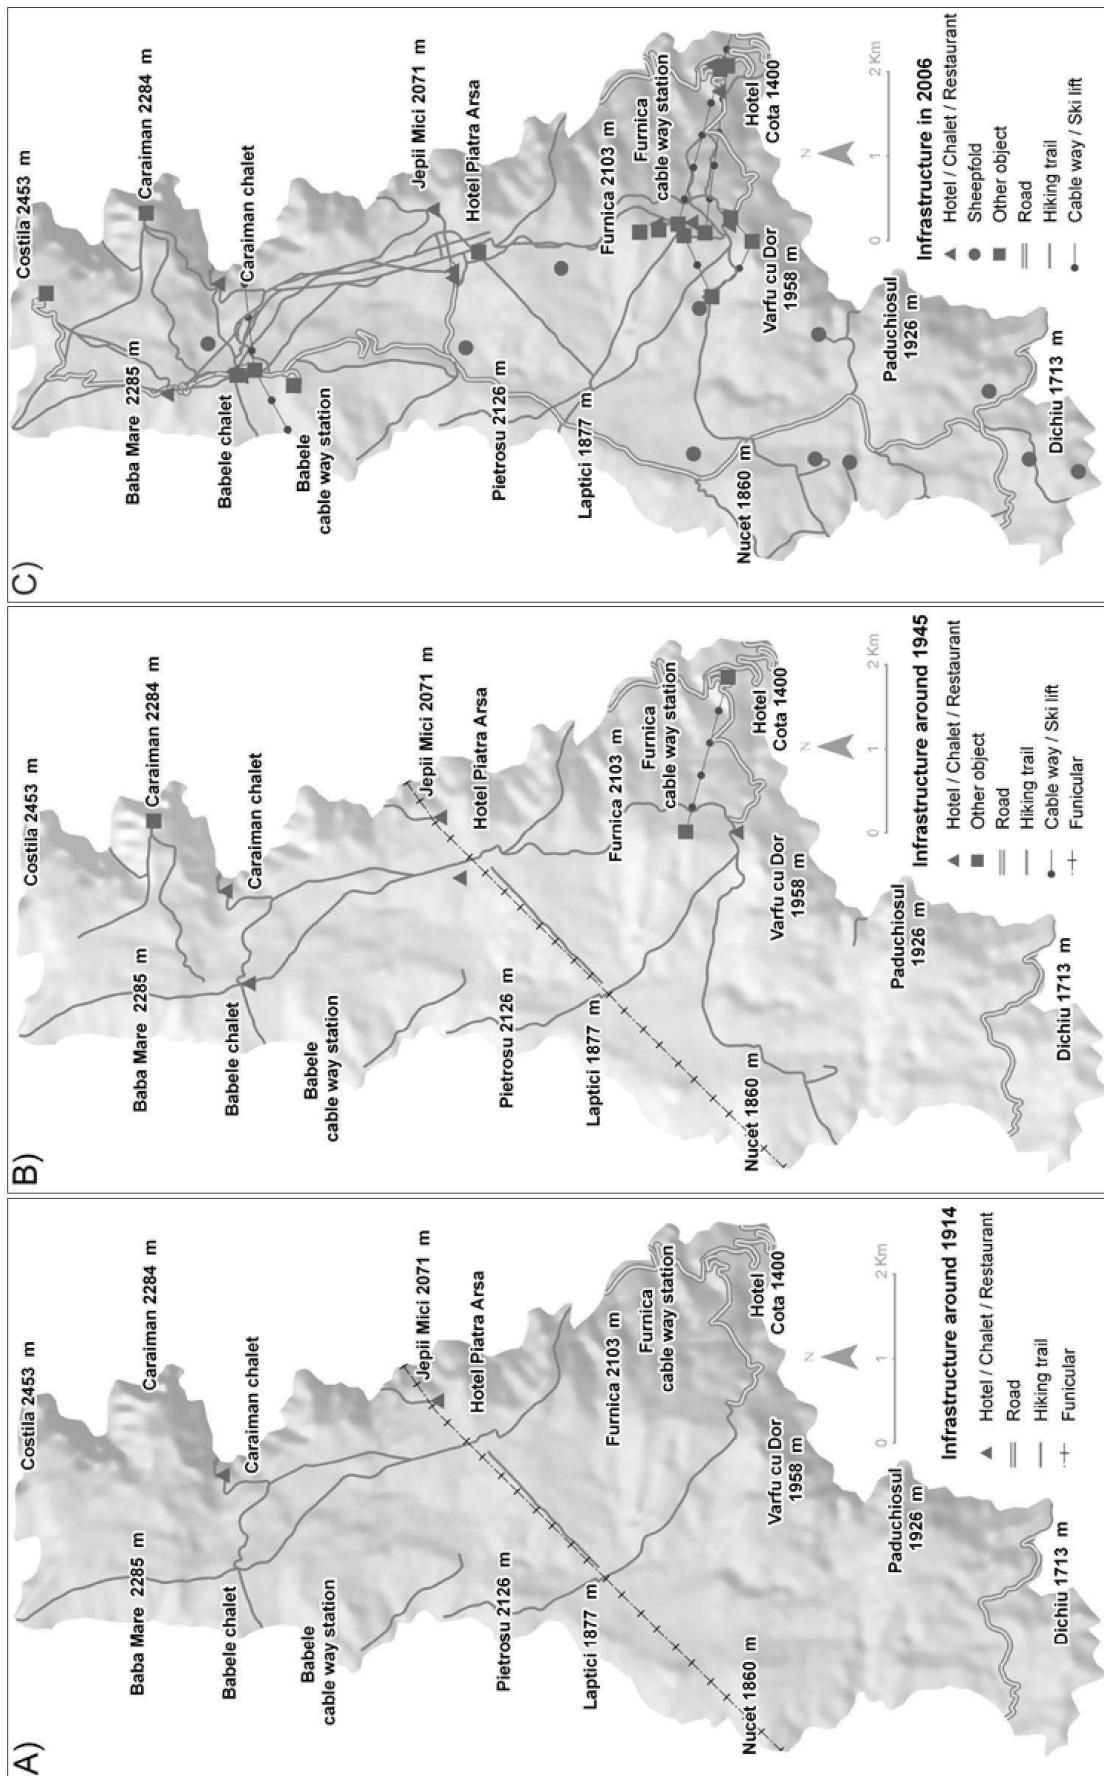 A)
Costila 2453 m
Caraiman 2284 m
Baba Mare 2285 m
Caraiman chalet
Babele chalet
Babele
cable way station
Jepii Mici 2071 m
Hotel Piatra Arsa
Pietrosu 2126 m
Furnica 2103 m
Laptici 1877 m
Furnica
cable way station
Hotel
Cota 1400
Nucet 1860 m
Varfu cu Dor
1958 m
Paduchiosul
1926 m
Dichiu 1713 m
N
0
1
2 Km
Infrastructure around 1914
Hotel / Chalet / Restaurant
Road
Hiking trail
Funicular
B)
Costila 2453 m
Caraiman 2284 m
Baba Mare 2285 m
Caraiman chalet
Babele chalet
Babele
cable way station
Jepii Mici 2071 m
Hotel Piatra Arsa
Pietrosu 2126 m
Furnica 2103 m
Laptici 1877 m
Furnica
cable way station
Hotel
Cota 1400
Nucet 1860 m
Varfu cu Dor
1958 m
Paduchiosul
1926 m
Dichiu 1713 m
N
0
1
2 Km
Infrastructure around 1945
Hotel / Chalet / Restaurant
Other object
Road
Hiking trail
Cable way / Ski lift
Funicular
C)
Costila 2453 m
Caraiman 2284 m
Baba Mare 2285 m
Caraiman chalet
Babele chalet
Babele
cable way station
Jepii Mici 2071 m
Hotel Piatra Arsa
Pietrosu 2126 m
Furnica 2103 m
Laptici 1877 m
Furnica
cable way station
Hotel
Cota 1400
Nucet 1860 m
Varfu cu Dor
1958 m
Paduchiosul
1926 m
Dichiu 1713 m
N
0
1
2 Km
Infrastructure in 2006
Hotel / Chalet / Restaurant
Sheepfold
Other object
Road
Hiking trail
Cable way / Ski lift